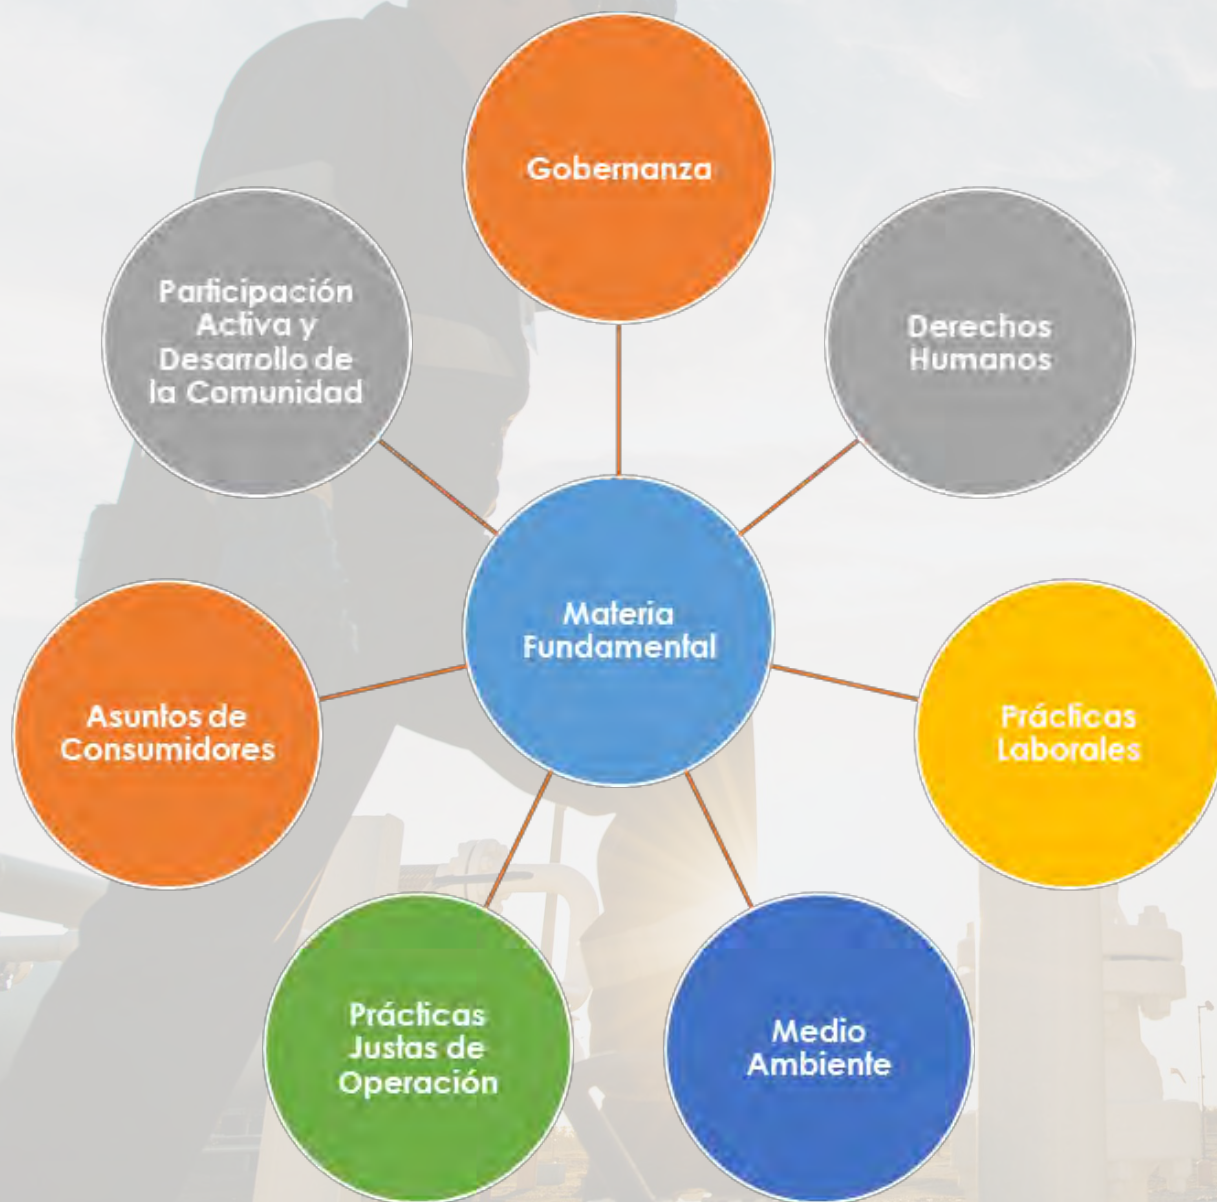 Gobernanza
Derechos
Humanos
Prácticas
Laborales
Medio
Ambiente
Prácticas
Justas de
Operación
Asuntos de
Consumidores
Participación
Activa y
Desarrollo de
la Comunidad
Materia
Fundamental